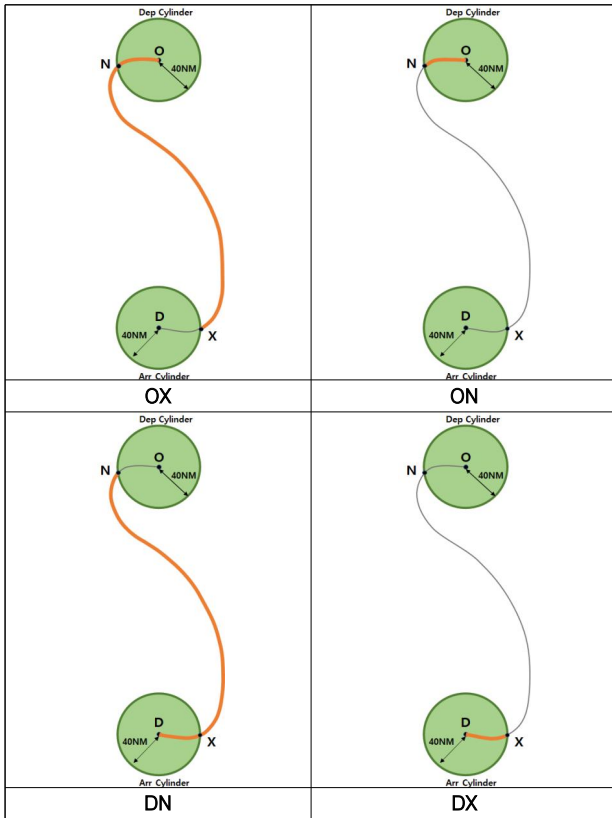 Dep Cylinder
O
N
40NM
D
40NM
X
Arr Cylinder
OX
Dep Cylinder
O
N
40NM
D
40NM
X
Arr Cylinder
ON
Dep Cylinder
O
N
40NM
D
40NM
X
Arr Cylinder
DN
Dep Cylinder
O
N
40NM
D
40NM
X
Arr Cylinder
DX